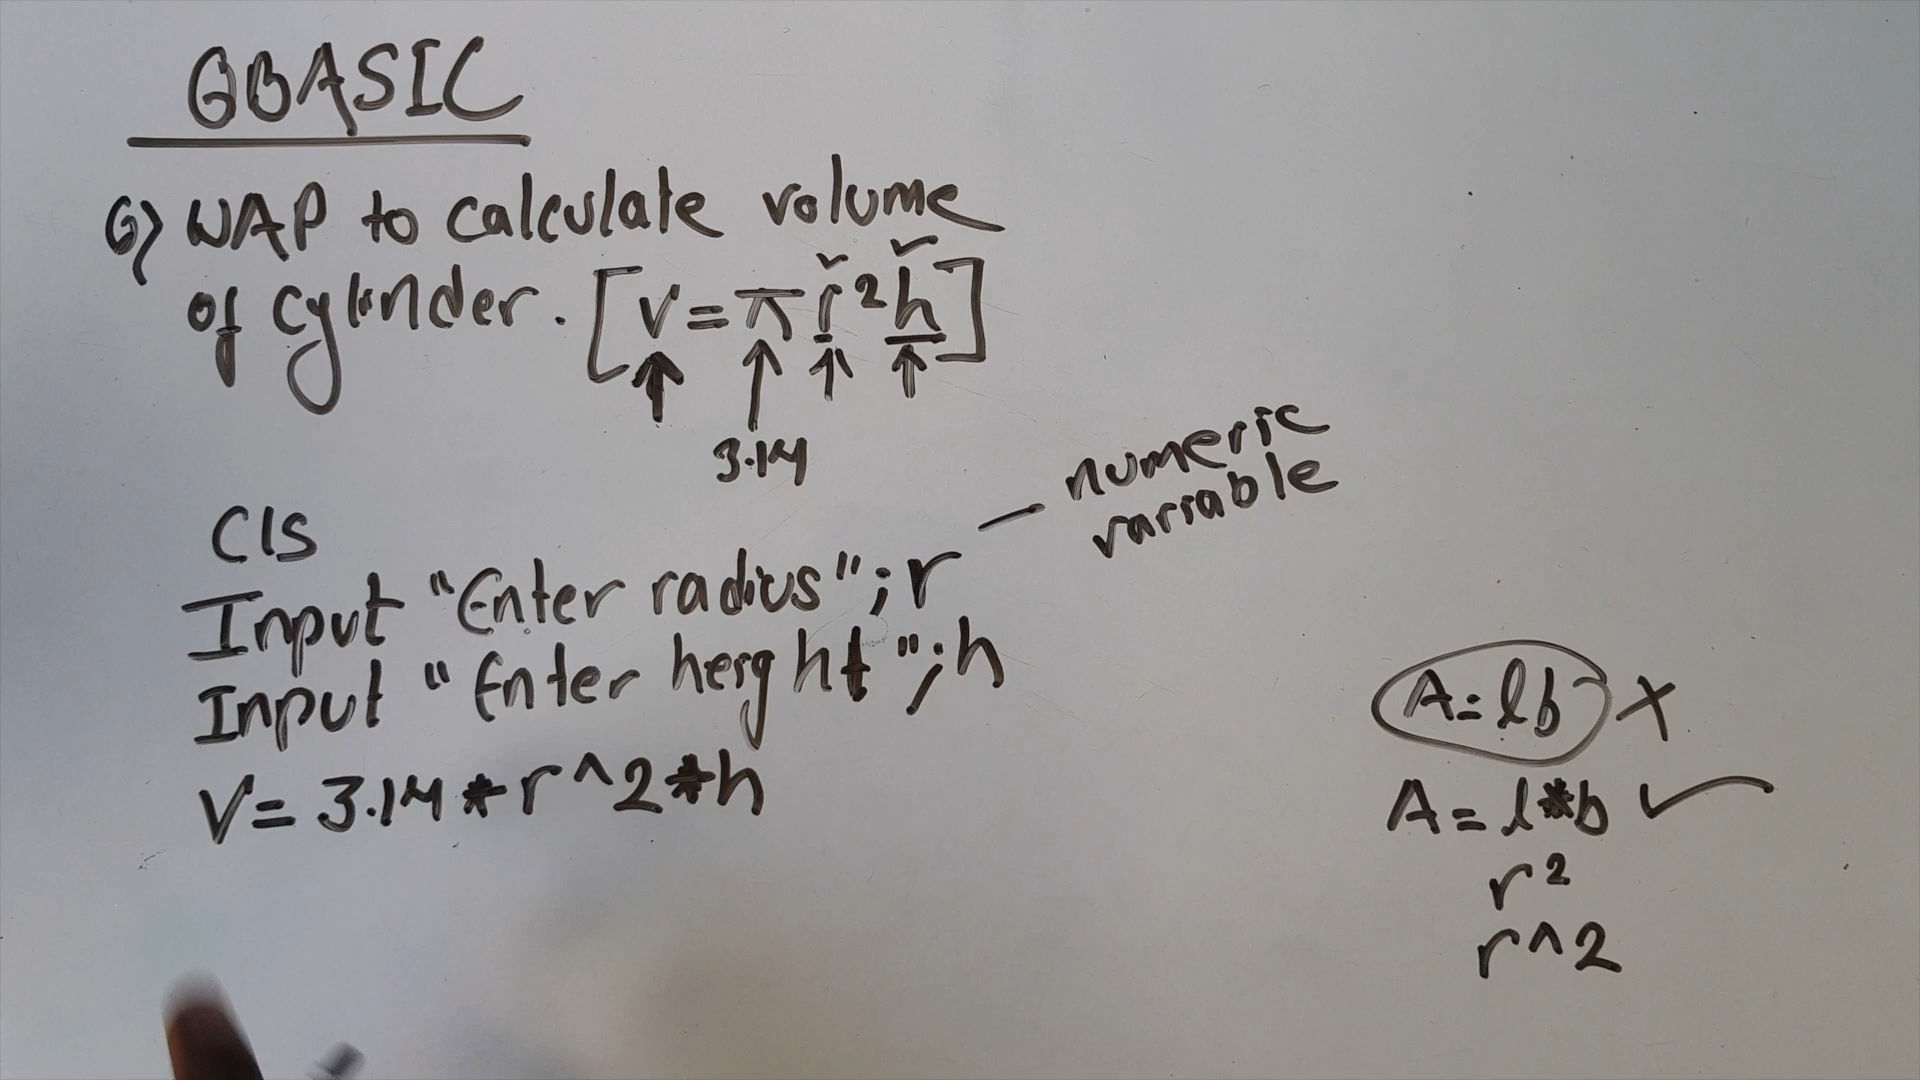 QBASIC
Q) WAP to calculate volume
of cylinder. [V = πr²h]
3.14
numeric
variable
Cls
Input "Enter radius"; r
Input "Enter height"; h
V = 3.14 * r ^ 2 * h
A = lb ×
A = l*b ✓
r²
r^2